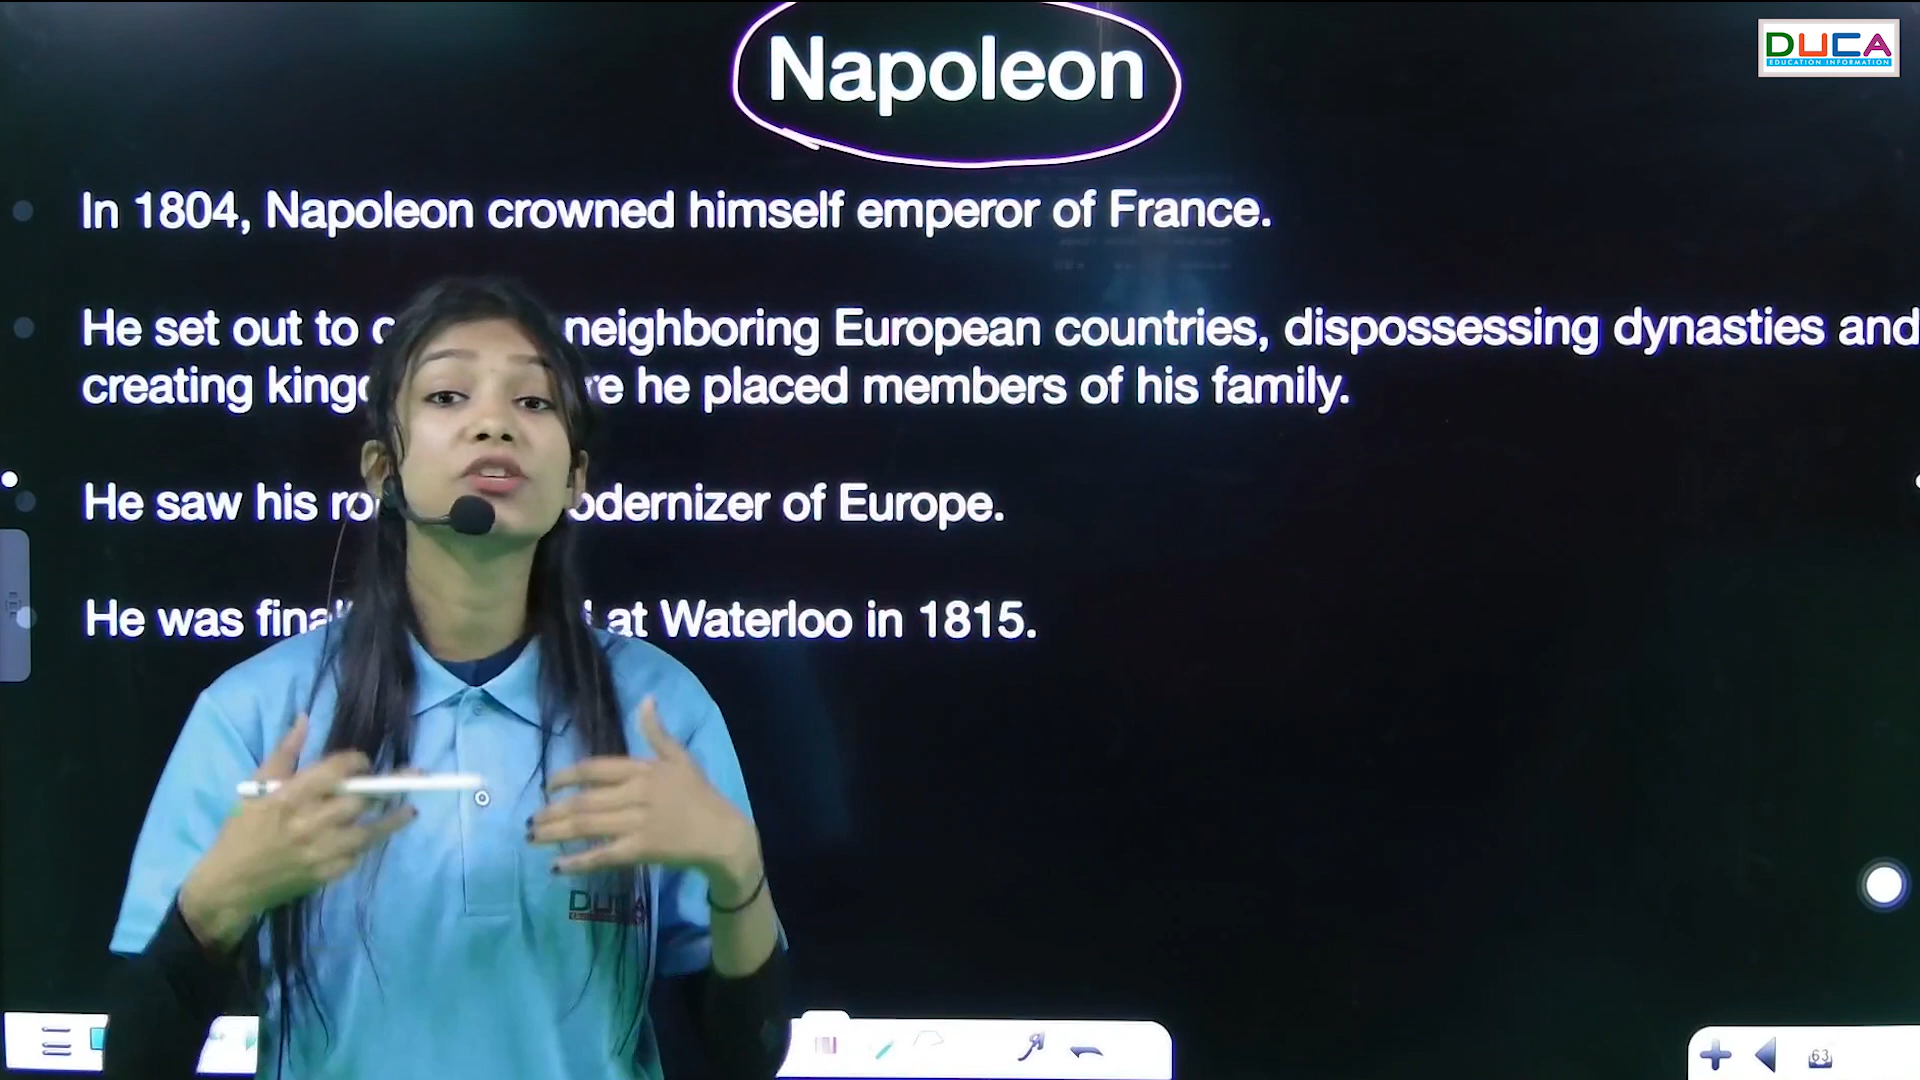 Napoleon
DUCA
EDUCATION INFORMATION
In 1804, Napoleon crowned himself emperor of France.
He set out to neighboring European countries, dispossessing dynasties and
creating he placed members of his family.
He saw his of Europe.
He was at Waterloo in 1815.
DUCA
63